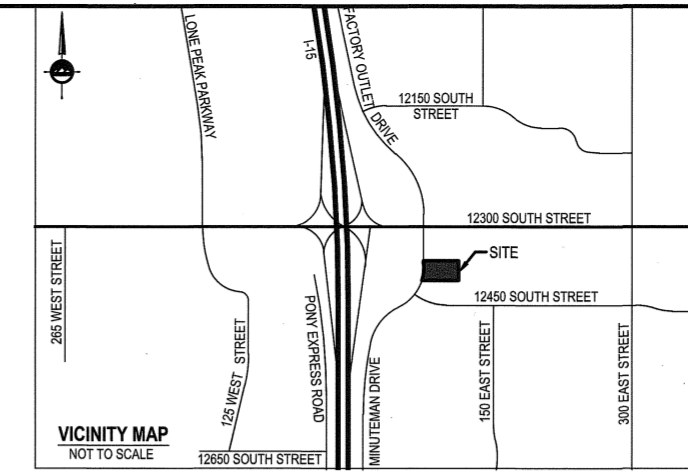 LONE PEAK PARKWAY
I-15
FACTORY OUTLET DRIVE
12150 SOUTH
STREET
12300 SOUTH STREET
SITE
265 WEST STREET
12450 SOUTH STREET
125 WEST STREET
PONY EXPRESS ROAD
MINUTEMAN DRIVE
150 EAST STREET
300 EAST STREET
VICINITY MAP
NOT TO SCALE
12650 SOUTH STREET